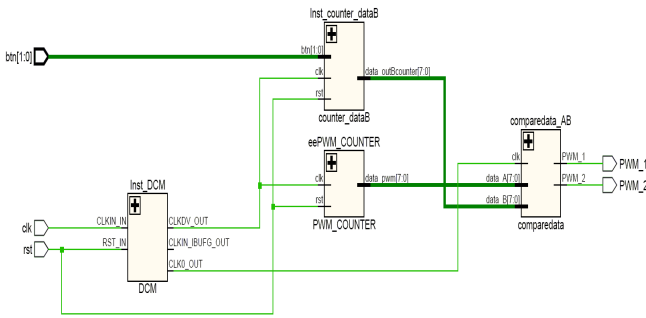 Inst_counter_dataB
btn[1:0]
btn[1:0]
clk
data_outBcounter[7:0]
rst
counter_dataB
comparedata_AB
eePWM_COUNTER
clk
PWM_1
PWM_1
clk
data_pwm[7:0]
data_A[7:0]
PWM_2
PWM_2
Inst_DCM
rst
data_B[7:0]
PWM_COUNTER
comparedata
clk
CLKIN_IN
CLKDV_OUT
rst
RST_IN
CLKIN_IBUFG_OUT
CLK0_OUT
DCM